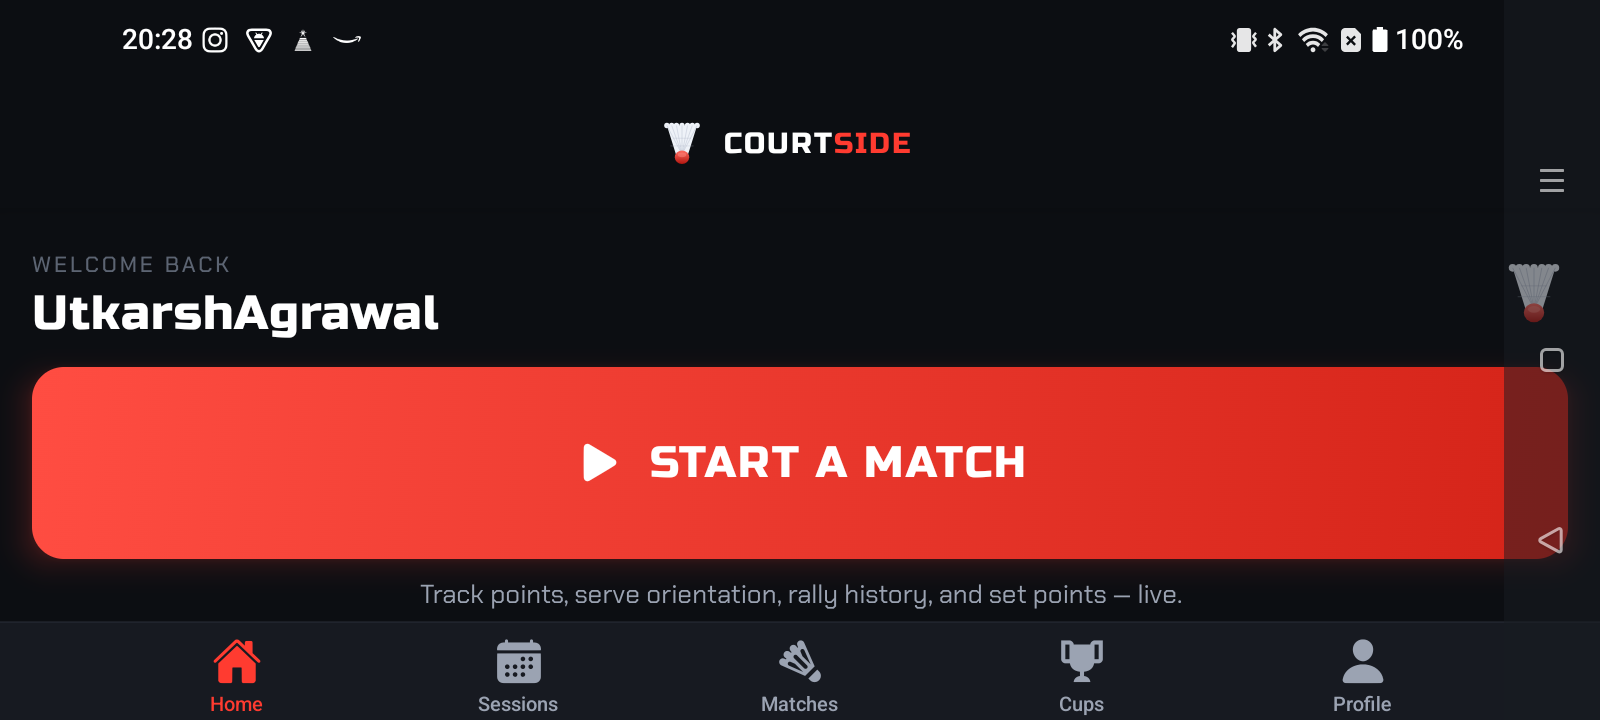 20:28 100%
COURTSIDE
WELCOME BACK
UtkarshAgrawal
START A MATCH
Track points, serve orientation, rally history, and set points — live.
Home Sessions Matches Cups Profile